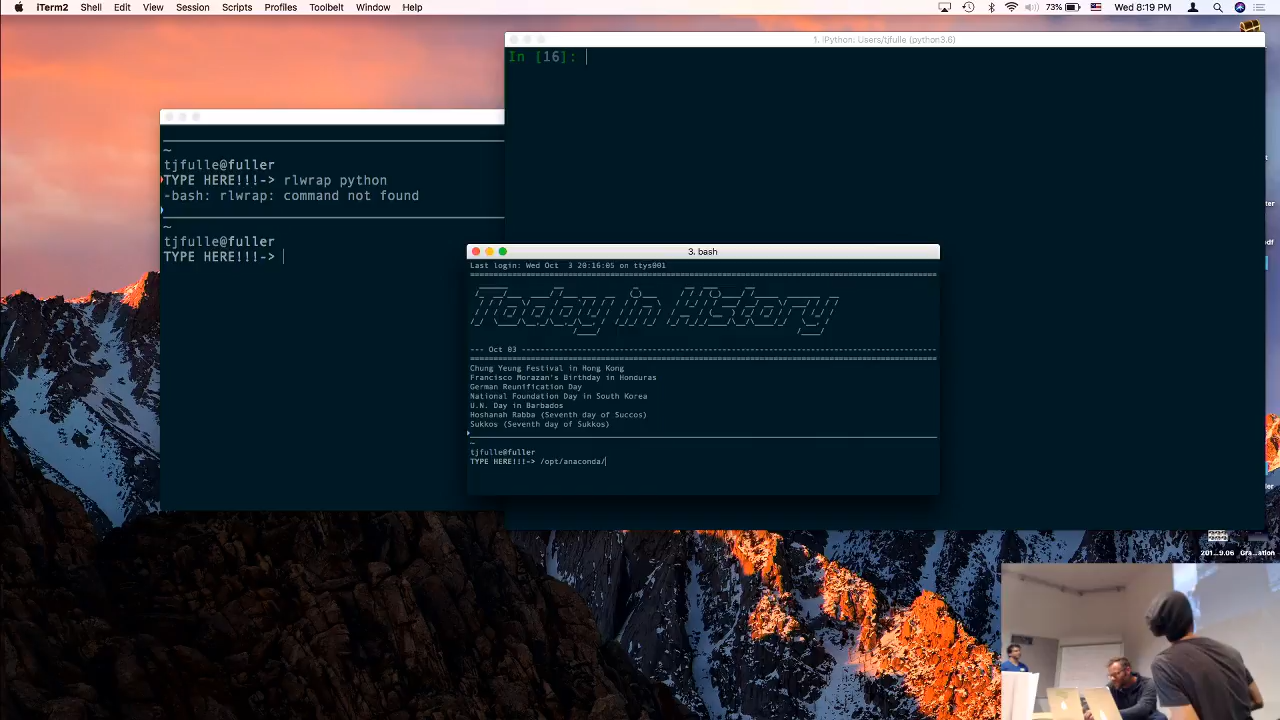 iTerm2 Shell Edit View Session Scripts Profiles Toolbelt Window Help 73% Wed 8:19 PM
1. IPython: Users/tjfulle (python3.6)
In [16]:
~
tjfulle@fuller
TYPE HERE!!!-> rlwrap python
-bash: rlwrap: command not found
~
tjfulle@fuller
TYPE HERE!!!->
3. bash
Last login: Wed Oct 3 20:16:05 on ttys001
Today in History
--- Oct 03 ---
Chung Yeung Festival in Hong Kong
Francisco Morazan's Birthday in Honduras
German Reunification Day
National Foundation Day in South Korea
U.N. Day in Barbados
Hoshanah Rabba (Seventh day of Succos)
Sukkos (Seventh day of Sukkos)
~
tjfulle@fuller
TYPE HERE!!!-> /opt/anaconda/
201...9.06 Gra...ation